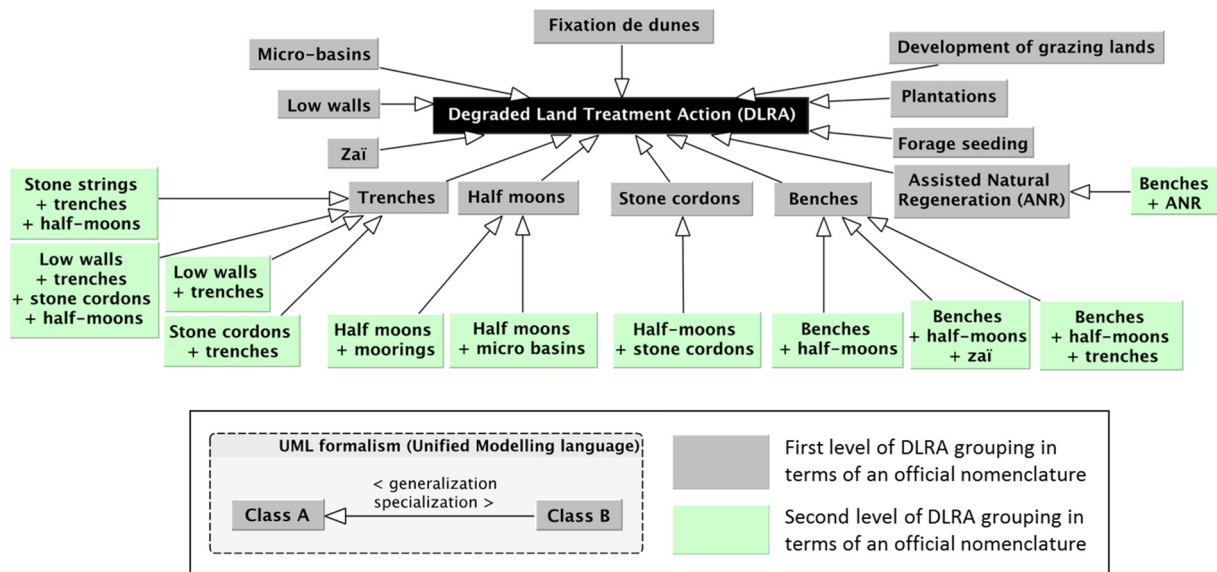 Fixation de dunes
Micro-basins
Development of grazing lands
Low walls
Degraded Land Treatment Action (DLRA)
Plantations
Zaï
Forage seeding
Stone strings
+ trenches
+ half-moons
Trenches
Half moons
Stone cordons
Benches
Assisted Natural
Regeneration (ANR)
Benches
+ ANR
Low walls
+ trenches
+ stone cordons
+ half-moons
Low walls
+ trenches
Stone cordons
+ trenches
Half moons
+ moorings
Half moons
+ micro basins
Half-moons
+ stone cordons
Benches
+ half-moons
Benches
+ half-moons
+ zaï
Benches
+ half-moons
+ trenches
UML formalism (Unified Modelling language)
< generalization
specialization >
Class A
Class B
First level of DLRA grouping in
terms of an official nomenclature
Second level of DLRA grouping in
terms of an official nomenclature